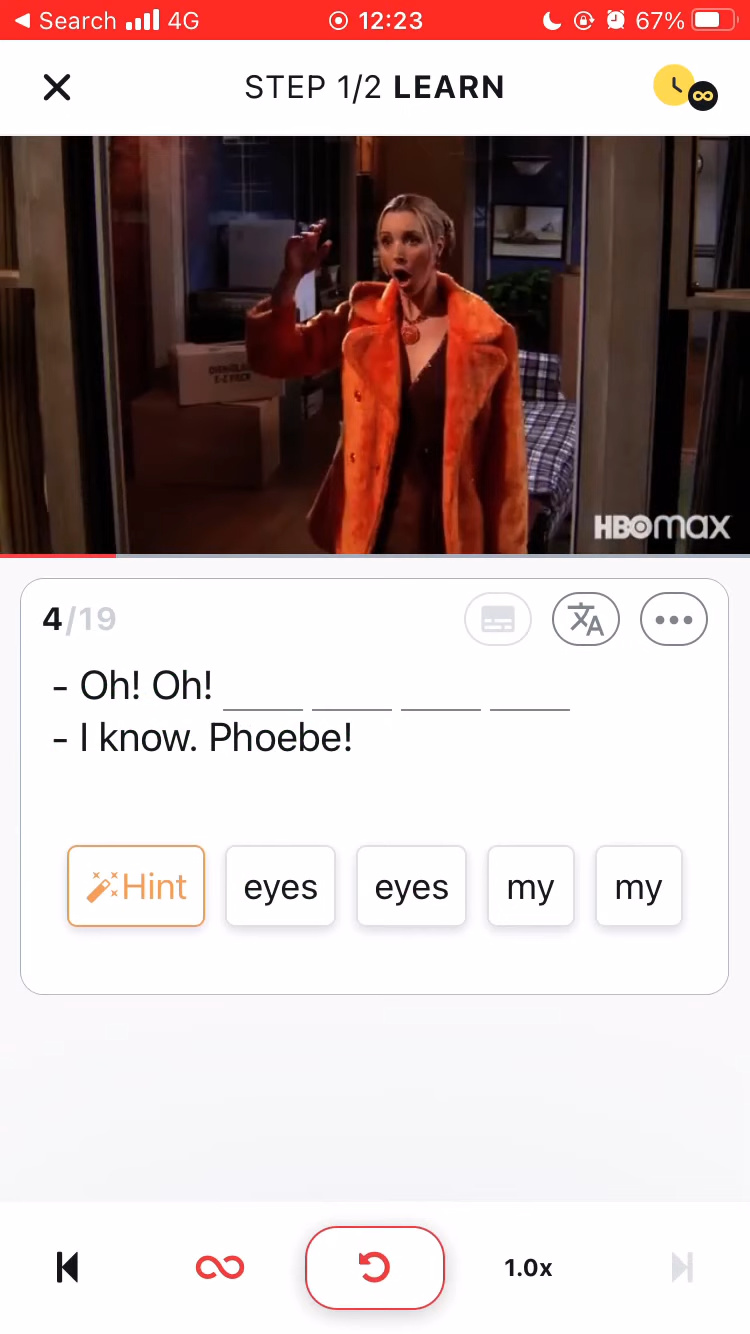 Search 4G 12:23 67%
STEP 1/2 LEARN
HBOmax
4/19
- Oh! Oh! ____ ____ ____ ____
- I know. Phoebe!
Hint eyes eyes my my
1.0x